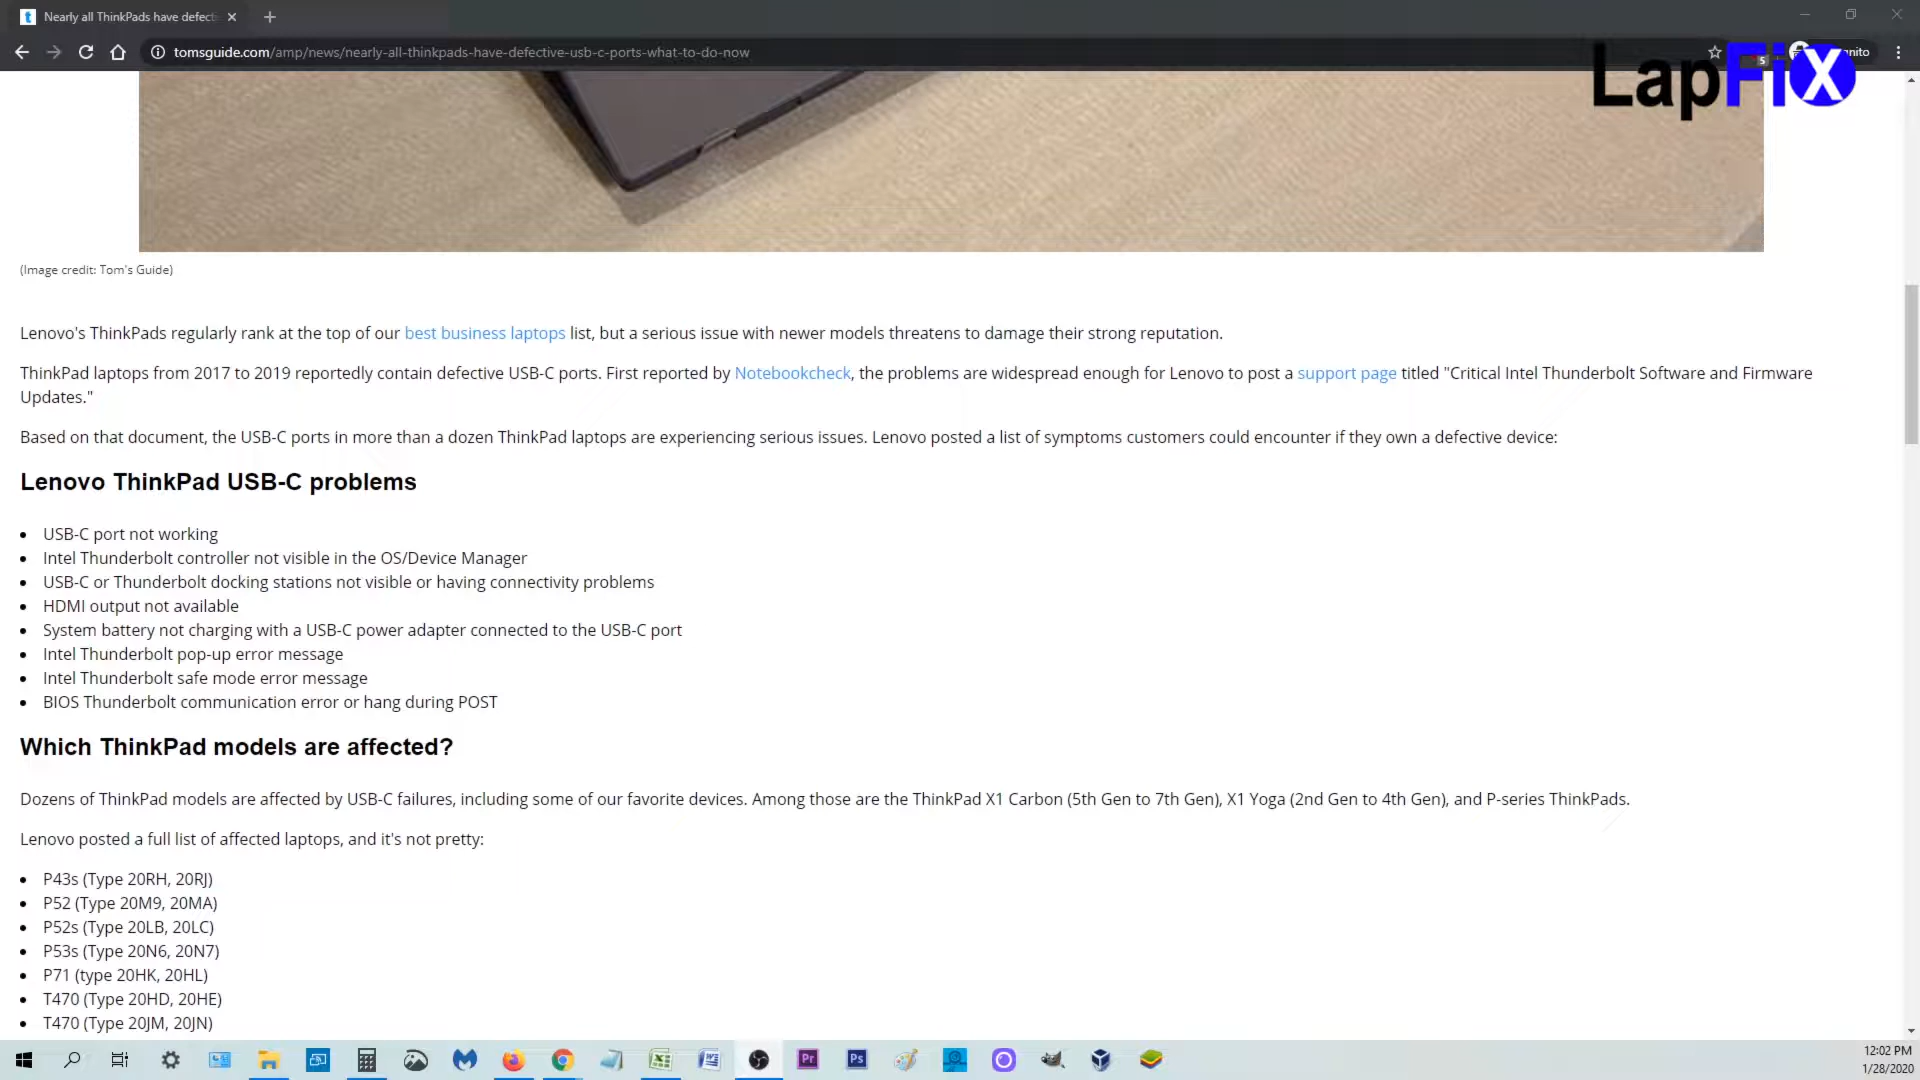 Nearly all ThinkPads have defect
tomsguide.com/amp/news/nearly-all-thinkpads-have-defective-usb-c-ports-what-to-do-now
5
nito
LapFix
(Image credit: Tom's Guide)
Lenovo's ThinkPads regularly rank at the top of our best business laptops list, but a serious issue with newer models threatens to damage their strong reputation.
ThinkPad laptops from 2017 to 2019 reportedly contain defective USB-C ports. First reported by Notebookcheck, the problems are widespread enough for Lenovo to post a support page titled "Critical Intel Thunderbolt Software and Firmware
Updates."
Based on that document, the USB-C ports in more than a dozen ThinkPad laptops are experiencing serious issues. Lenovo posted a list of symptoms customers could encounter if they own a defective device:
Lenovo ThinkPad USB-C problems
• USB-C port not working
• Intel Thunderbolt controller not visible in the OS/Device Manager
• USB-C or Thunderbolt docking stations not visible or having connectivity problems
• HDMI output not available
• System battery not charging with a USB-C power adapter connected to the USB-C port
• Intel Thunderbolt pop-up error message
• Intel Thunderbolt safe mode error message
• BIOS Thunderbolt communication error or hang during POST
Which ThinkPad models are affected?
Dozens of ThinkPad models are affected by USB-C failures, including some of our favorite devices. Among those are the ThinkPad X1 Carbon (5th Gen to 7th Gen), X1 Yoga (2nd Gen to 4th Gen), and P-series ThinkPads.
Lenovo posted a full list of affected laptops, and it's not pretty:
• P43s (Type 20RH, 20RJ)
• P52 (Type 20M9, 20MA)
• P52s (Type 20LB, 20LC)
• P53s (Type 20N6, 20N7)
• P71 (type 20HK, 20HL)
• T470 (Type 20HD, 20HE)
• T470 (Type 20JM, 20JN)
Pr
Ps
12:02 PM
1/28/2020